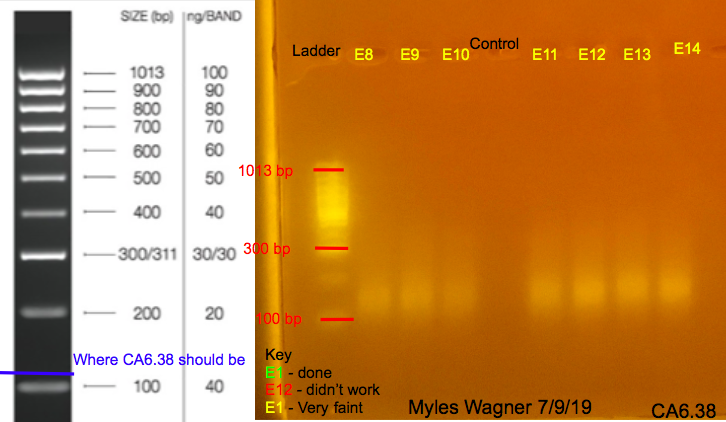 SIZE (bp) ng/BAND
1013 100
900 90
800 80
700 70
600 60
500 50
400 40
300/311 30/30
200 20
Where CA6.38 should be
100 40
Ladder E8 E9 E10 Control E11 E12 E13 E14
1013 bp
300 bp
100 bp
Key
E1 - done
E12 - didn't work
E1 - Very faint
Myles Wagner 7/9/19
CA6.38